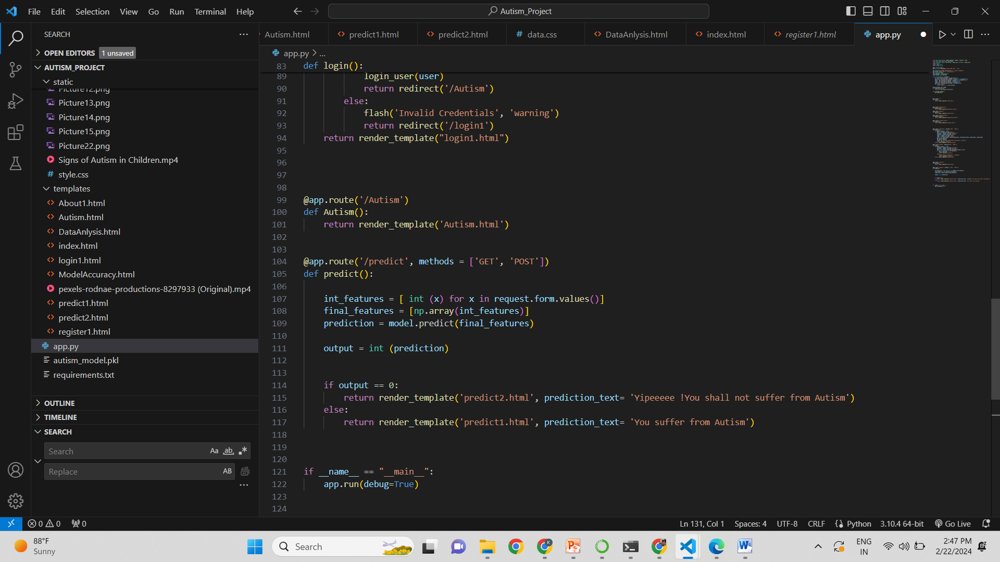 File Edit Selection View Go Run Terminal Help
Autism_Project
SEARCH
OPEN EDITORS 1 unsaved
AUTISM_PROJECT
static
Picture12.png
Picture13.png
Picture14.png
Picture15.png
Picture22.png
Signs of Autism in Children.mp4
# style.css
templates
About1.html
Autism.html
DataAnlysis.html
index.html
login1.html
ModelAccuracy.html
pexels-rodnae-productions-8297933 (Original).mp4
predict1.html
predict2.html
register1.html
app.py
autism_model.pkl
requirements.txt
OUTLINE
TIMELINE
SEARCH
Search Aa ab
Replace AB
Autism.html predict1.html predict2.html # data.css DataAnlysis.html index.html register1.html app.py
app.py > ...
83 def login():
89 login_user(user)
90 return redirect('/Autism')
91 else:
92 flash('Invalid Credentials', 'warning')
93 return redirect('/login1')
94 return render_template("login1.html")
95
96
97
98
99 @app.route('/Autism')
100 def Autism():
101 return render_template('Autism.html')
102
103
104 @app.route('/predict', methods = ['GET', 'POST'])
105 def predict():
106
107 int_features = [ int (x) for x in request.form.values()]
108 final_features = [np.array(int_features)]
109 prediction = model.predict(final_features)
110
111 output = int (prediction)
112
113
114 if output == 0:
115 return render_template('predict2.html', prediction_text= 'Yipeeeee !You shall not suffer from Autism')
116 else:
117 return render_template('predict1.html', prediction_text= 'You suffer from Autism')
118
119
120
121 if __name__ == "__main__":
122 app.run(debug=True)
123
124
0 0 0
Ln 131, Col 1 Spaces: 4 UTF-8 CRLF {} Python 3.10.4 64-bit Go Live
88°F
Sunny
Search
ENG
IN
2:47 PM
2/22/2024